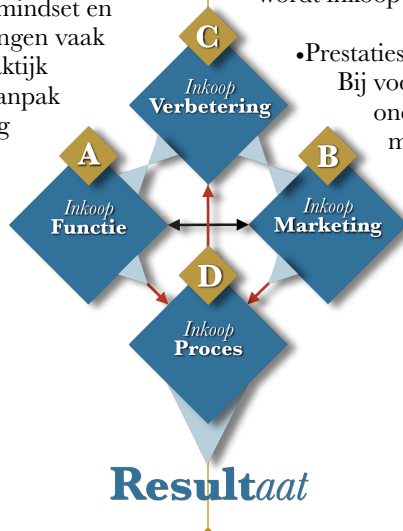 mindset en
ngen vaak
ktijk
anpak
g
wordt inkoop
•Prestaties
Bij voo
ond
m
C
Inkoop
Verbetering
A
Inkoop
Functie
B
Inkoop
Marketing
D
Inkoop
Proces
Resultaat